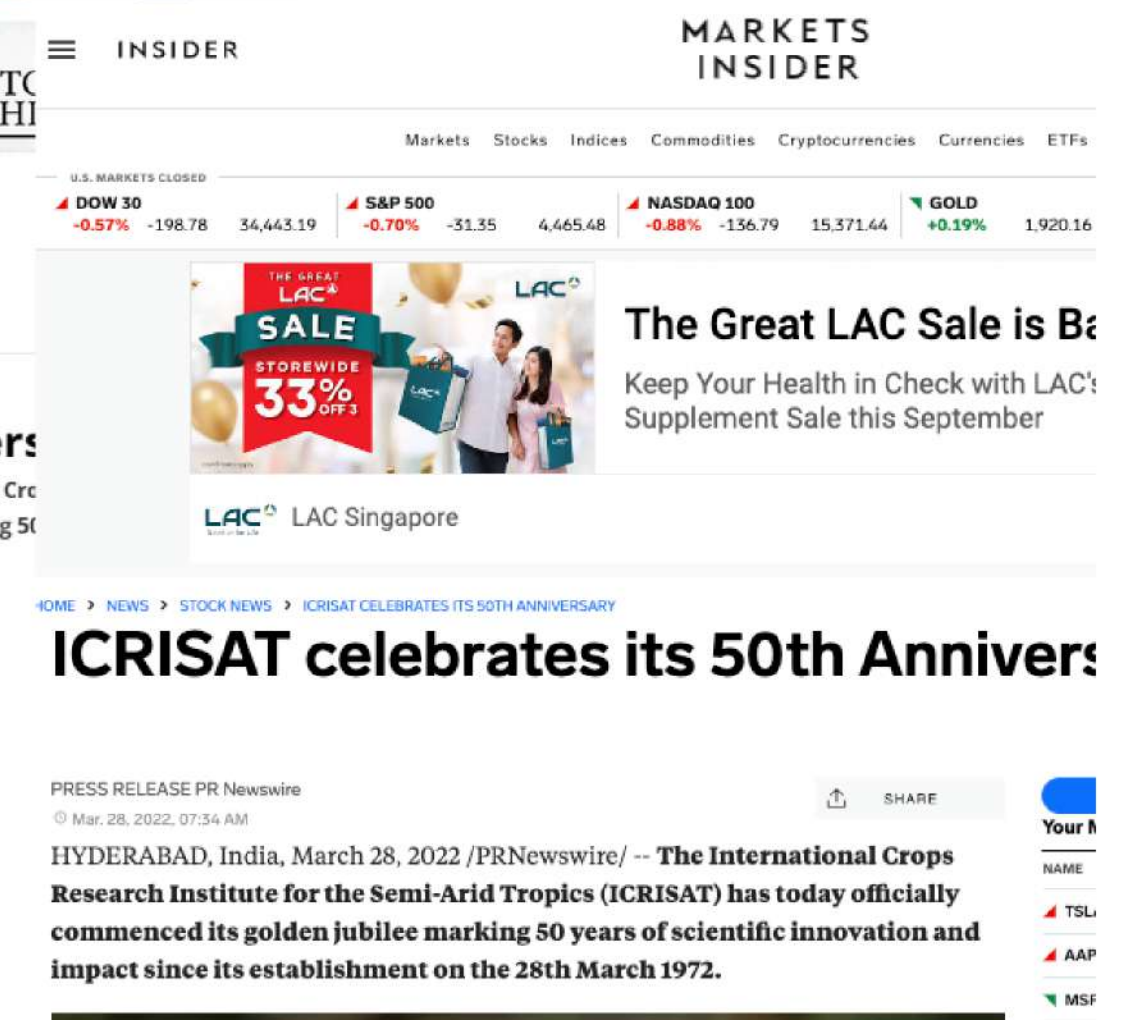 TO
HI
INSIDER
MARKETS
INSIDER
Markets Stocks Indices Commodities Cryptocurrencies Currencies ETFs
U.S. MARKETS CLOSED
DOW 30
-0.57% -198.78 34,443.19
S&P 500
-0.70% -31.35 4,465.48
NASDAQ 100
-0.88% -136.79 15,371.44
GOLD
+0.19% 1,920.16
THE GREAT
LAC
SALE
STOREWIDE
33%
OFF 3
LAC
LAC
LAC
The Great LAC Sale is Ba
Keep Your Health in Check with LAC's
Supplement Sale this September
LAC
LAC Singapore
ers
Cro
g 50
HOME > NEWS > STOCK NEWS > ICRISAT CELEBRATES ITS 50TH ANNIVERSARY
ICRISAT celebrates its 50th Annivers
PRESS RELEASE PR Newswire
Mar. 28, 2022, 07:34 AM
SHARE
HYDERABAD, India, March 28, 2022 /PRNewswire/ -- The International Crops
Research Institute for the Semi-Arid Tropics (ICRISAT) has today officially
commenced its golden jubilee marking 50 years of scientific innovation and
impact since its establishment on the 28th March 1972.
Your M
NAME
TSL
AAP
MSF